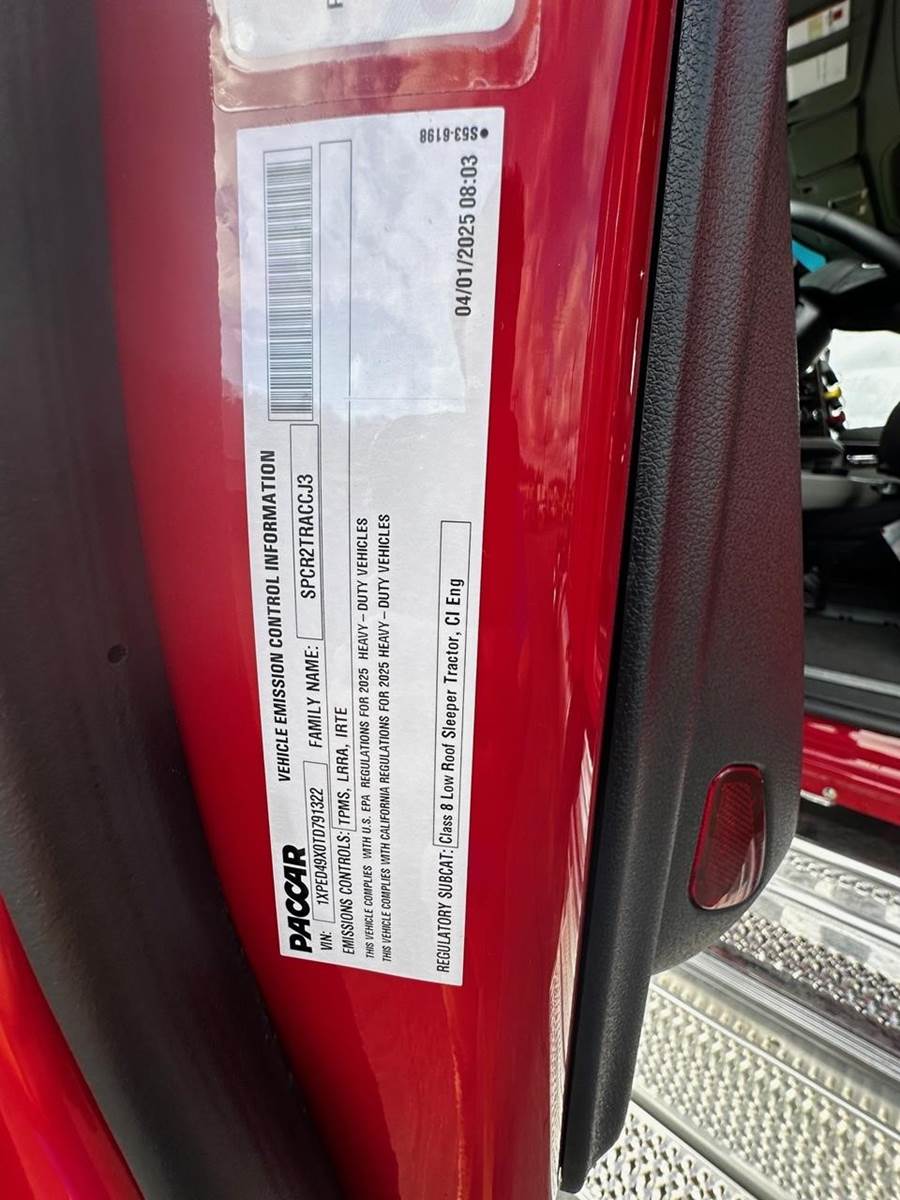 PACCAR VEHICLE EMISSION CONTROL INFORMATION
VIN: 1XPED49X0TD791322 FAMILY NAME: SPCR2TRACCJ3
EMISSIONS CONTROLS: TPMS, LRRA, IRTE
THIS VEHICLE COMPLIES WITH U.S. EPA REGULATIONS FOR 2025 HEAVY-DUTY VEHICLES
THIS VEHICLE COMPLIES WITH CALIFORNIA REGULATIONS FOR 2025 HEAVY-DUTY VEHICLES
REGULATORY SUBCAT: Class 8 Low Roof Sleeper Tractor, CI Eng
04/01/2025 08:03
●S53-6198